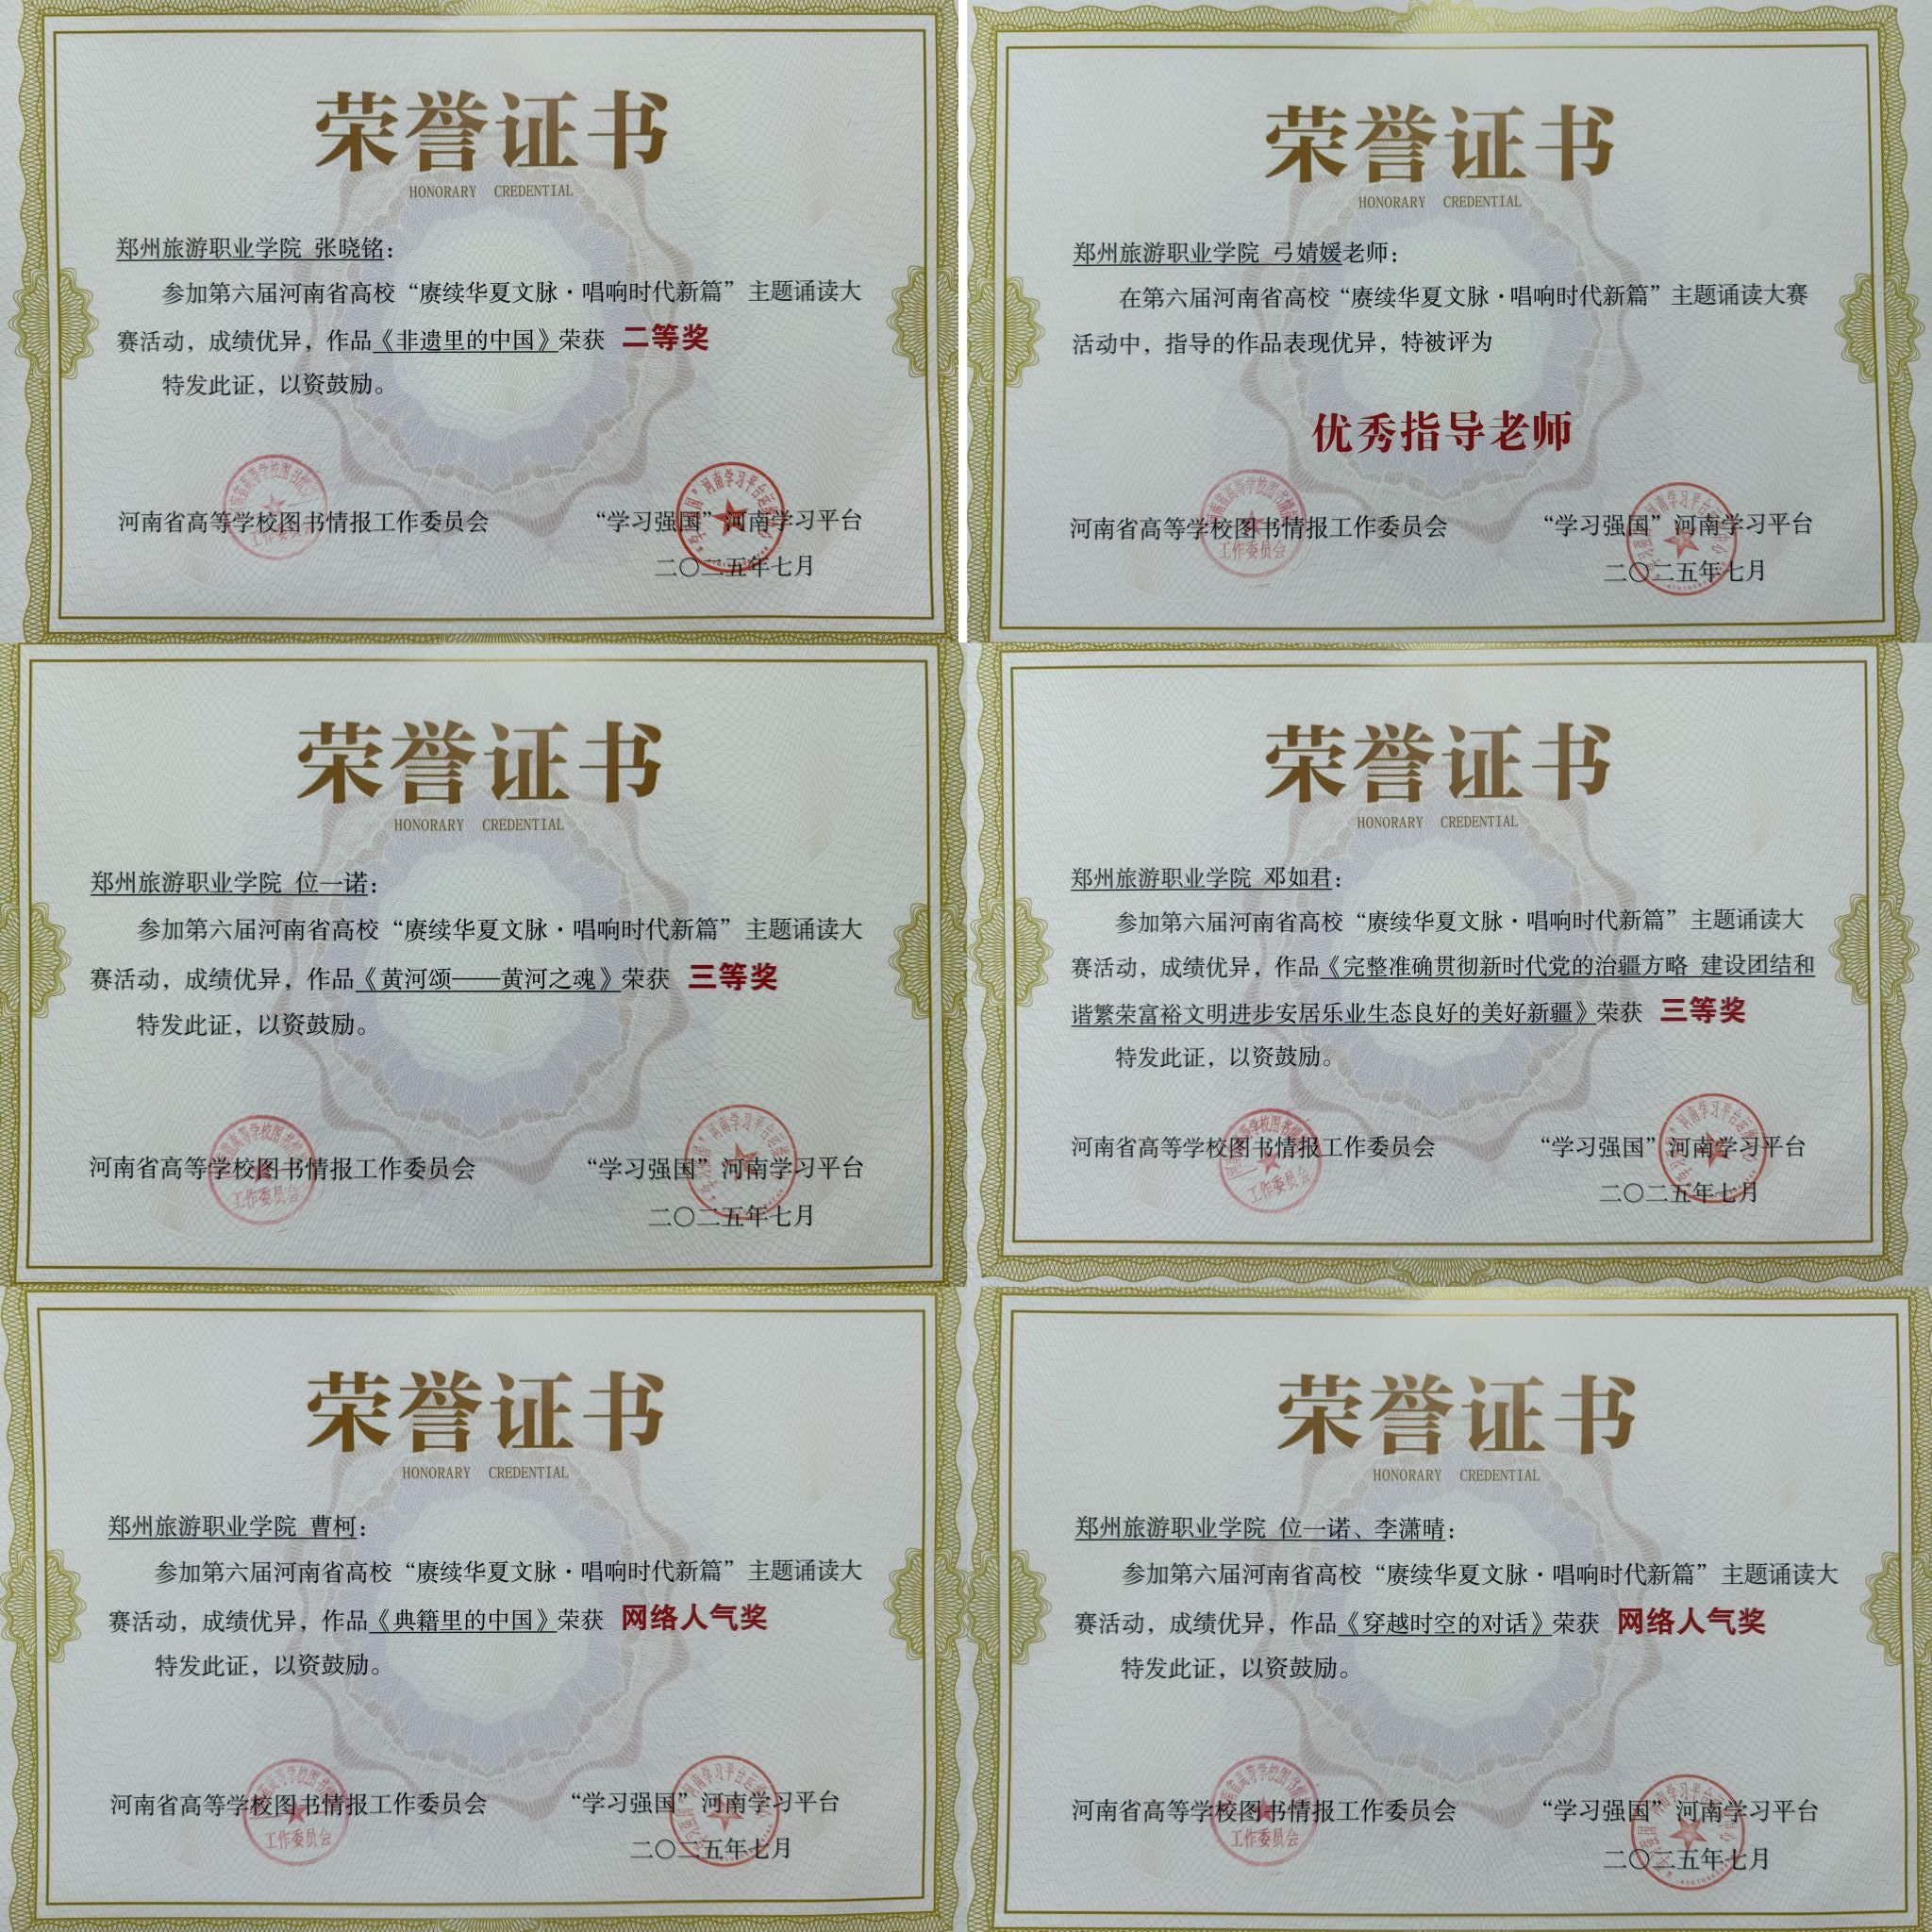 荣誉证书
HONORARY CREDENTIAL
郑州旅游职业学院 张晓铭：
参加第六届河南省高校“赓续华夏文脉·唱响时代新篇”主题诵读大
赛活动，成绩优异，作品《非遗里的中国》荣获 二等奖
特发此证，以资鼓励。
河南省高等学校图书情报工作委员会 “学习强国”河南学习平台
二〇二五年七月
荣誉证书
HONORARY CREDENTIAL
郑州旅游职业学院 弓婧媛老师：
在第六届河南省高校“赓续华夏文脉·唱响时代新篇”主题诵读大赛
活动中，指导的作品表现优异，特被评为
优秀指导老师
河南省高等学校图书情报工作委员会 “学习强国”河南学习平台
工作委员会
二〇二五年七月
荣誉证书
HONORARY CREDENTIAL
郑州旅游职业学院 位一诺：
参加第六届河南省高校“赓续华夏文脉·唱响时代新篇”主题诵读大
赛活动，成绩优异，作品《黄河颂——黄河之魂》荣获 三等奖
特发此证，以资鼓励。
河南省高等学校图书情报工作委员会 “学习强国”河南学习平台
工作委员会
二〇二五年七月
荣誉证书
HONORARY CREDENTIAL
郑州旅游职业学院 邓如君：
参加第六届河南省高校“赓续华夏文脉·唱响时代新篇”主题诵读大
赛活动，成绩优异，作品《完整准确贯彻新时代党的治疆方略 建设团结和
谐繁荣富裕文明进步安居乐业生态良好的美好新疆》荣获 三等奖
特发此证，以资鼓励。
河南省高等学校图书情报工作委员会 “学习强国”河南学习平台
工作委员会
二〇二五年七月
荣誉证书
HONORARY CREDENTIAL
郑州旅游职业学院 曹柯：
参加第六届河南省高校“赓续华夏文脉·唱响时代新篇”主题诵读大
赛活动，成绩优异，作品《典籍里的中国》荣获 网络人气奖
特发此证，以资鼓励。
河南省高等学校图书情报工作委员会 “学习强国”河南学习平台
工作委员会
二〇二五年七月
荣誉证书
HONORARY CREDENTIAL
郑州旅游职业学院 位一诺、李潇晴：
参加第六届河南省高校“赓续华夏文脉·唱响时代新篇”主题诵读大
赛活动，成绩优异，作品《穿越时空的对话》荣获 网络人气奖
特发此证，以资鼓励。
河南省高等学校图书情报工作委员会 “学习强国”河南学习平台
工作委员会
二〇二五年七月